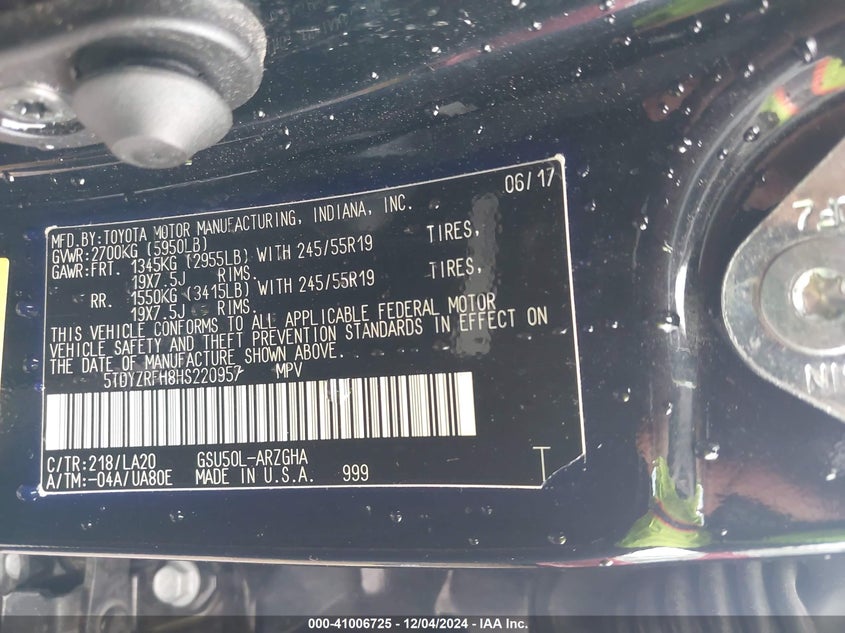 06/17
MFD.BY:TOYOTA MOTOR MANUFACTURING, INDIANA, INC.
GVWR:2700KG (5950LB)
GAWR:FRT. 1345KG (2955LB) WITH 245/55R19 TIRES,
19X7.5J RIMS.
RR. 1550KG (3415LB) WITH 245/55R19 TIRES,
19X7.5J RIMS.
THIS VEHICLE CONFORMS TO ALL APPLICABLE FEDERAL MOTOR
VEHICLE SAFETY AND THEFT PREVENTION STANDARDS IN EFFECT ON
THE DATE OF MANUFACTURE SHOWN ABOVE.
5TDYZRFH8HS220957 MPV
C/TR:218/LA20 GSU50L-ARZGHA
A/TM:-04A/UA80E MADE IN U.S.A. 999 T
000-41006725 - 12/04/2024 - IAA Inc.